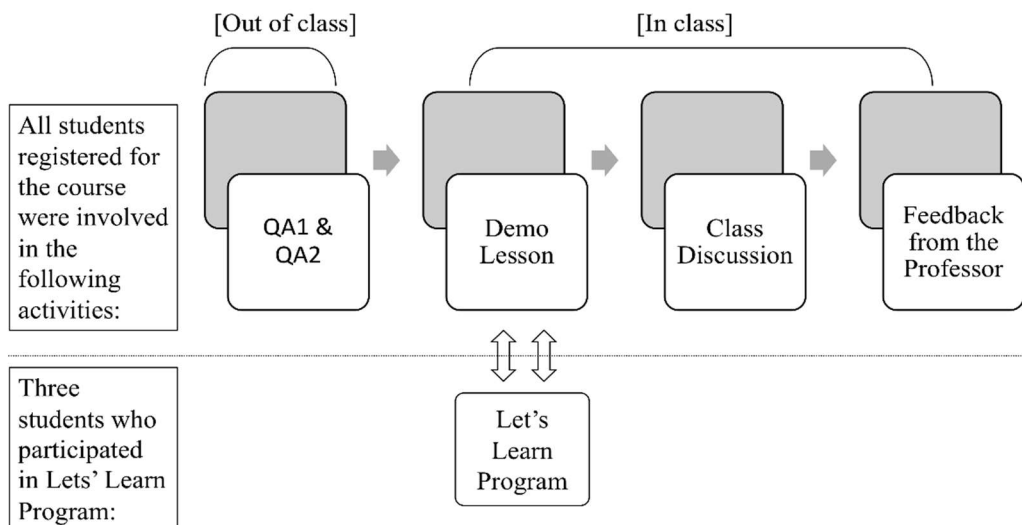 [Out of class]
[In class]
All students
registered for
the course
were involved
in the
following
activities:
QA1 &
QA2
Demo
Lesson
Class
Discussion
Feedback
from the
Professor
Three
students who
participated
in Lets’ Learn
Program:
Let’s
Learn
Program